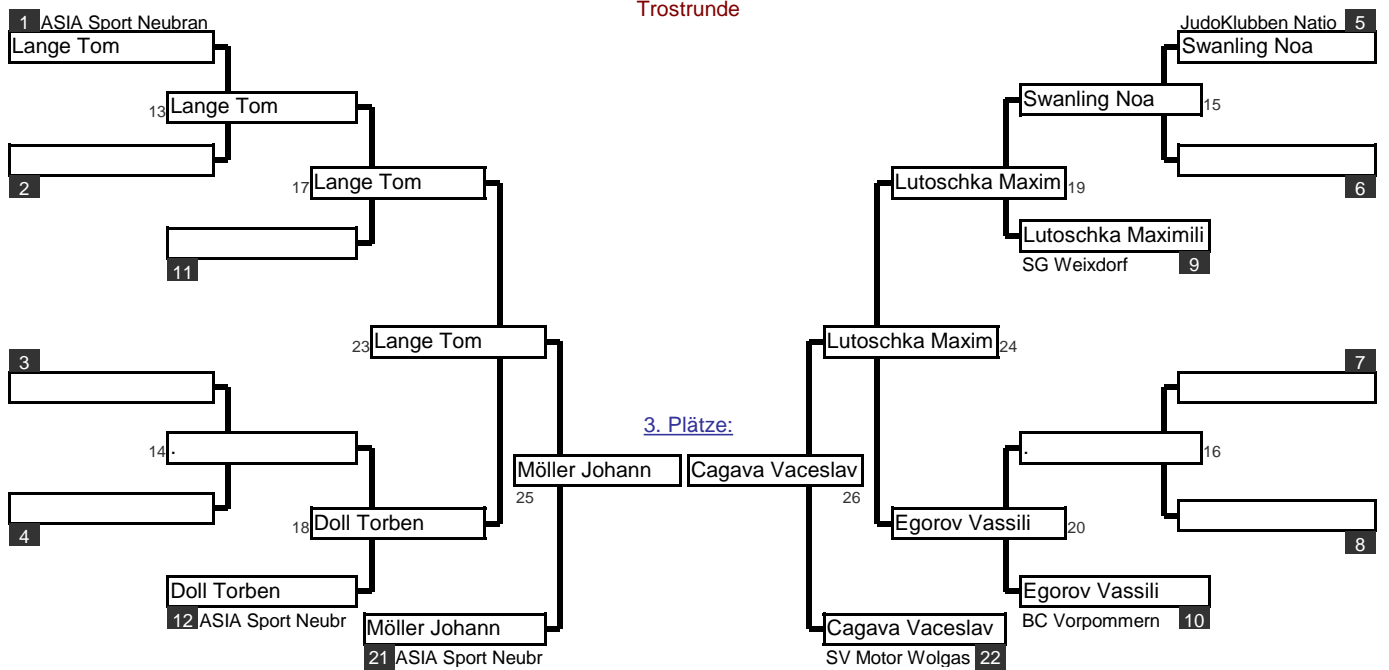 Trostrunde
1 ASIA Sport Neubran
JudoKlubben Natio 5
Lange Tom
Swanling Noa
13 Lange Tom
Swanling Noa 15
2
17 Lange Tom
Lutoschka Maxim 19
6
11
Lutoschka Maximili
SG Weixdorf 9
23 Lange Tom
Lutoschka Maxim 24
3
7
3. Plätze:
14 .
. 16
Möller Johann
Cagava Vaceslav
25
26
4
18 Doll Torben
Egorov Vassili 20
8
Doll Torben
Egorov Vassili
12 ASIA Sport Neubr
BC Vorpommern 10
Möller Johann
Cagava Vaceslav
21 ASIA Sport Neubr
SV Motor Wolgas 22